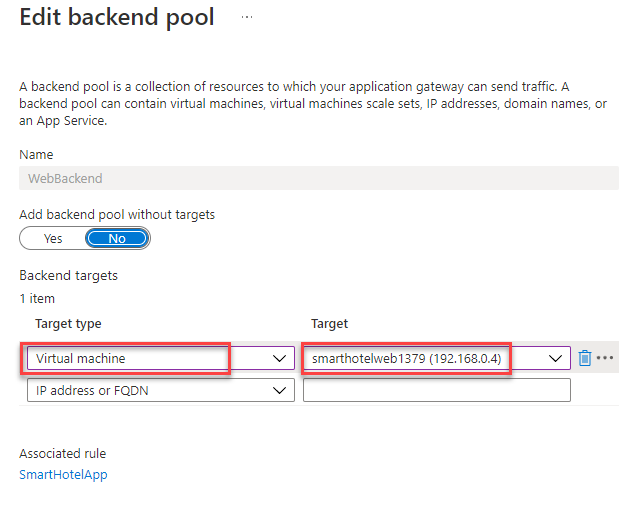 Edit backend pool ...
A backend pool is a collection of resources to which your application gateway can send traffic. A
backend pool can contain virtual machines, virtual machines scale sets, IP addresses, domain names, or
an App Service.
Name
WebBackend
Add backend pool without targets
Yes No
Backend targets
1 item
Target type Target
Virtual machine smarthotelweb1379 (192.168.0.4)
IP address or FQDN
Associated rule
SmartHotelApp